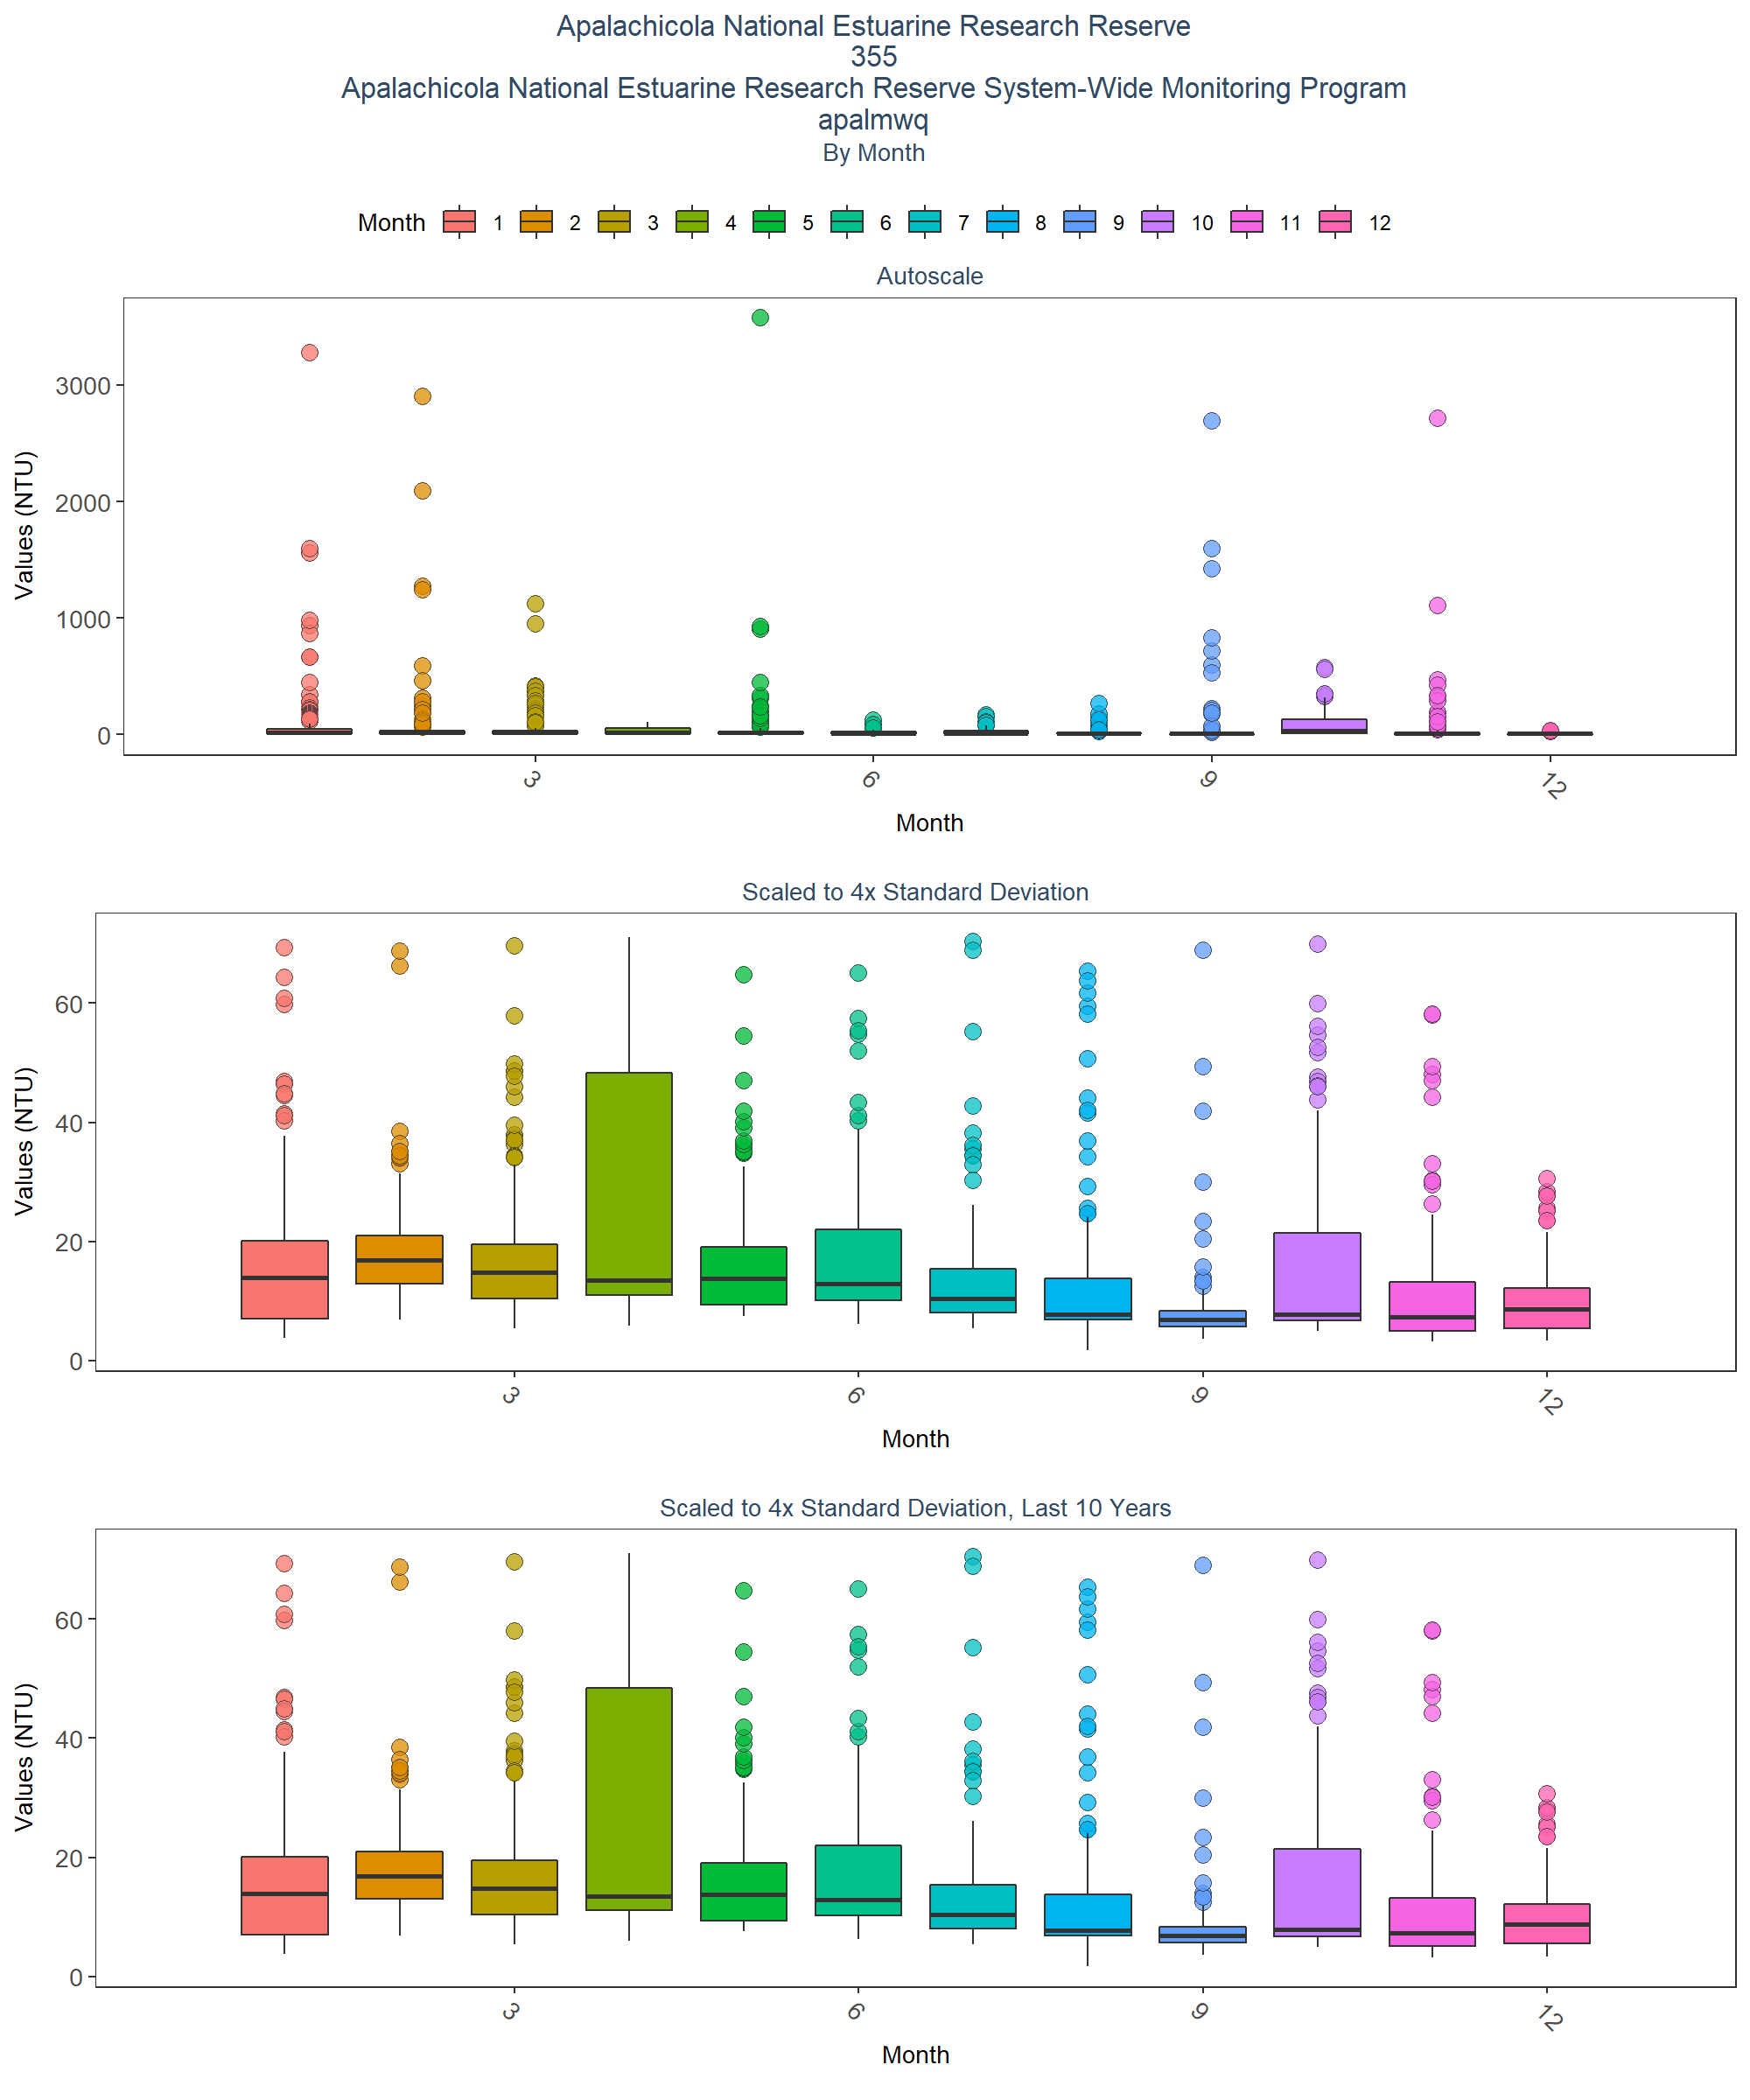 Apalachicola National Estuarine Research Reserve
355
Apalachicola National Estuarine Research Reserve System-Wide Monitoring Program
apalmwq
By Month
Month 1 2 3 4 5 6 7 8 9 10 11 12
Autoscale
Values (NTU)
3000
2000
1000
0
3 6 9 12
Month
Scaled to 4x Standard Deviation
Values (NTU)
60
40
20
0
3 6 9 12
Month
Scaled to 4x Standard Deviation, Last 10 Years
Values (NTU)
60
40
20
0
3 6 9 12
Month